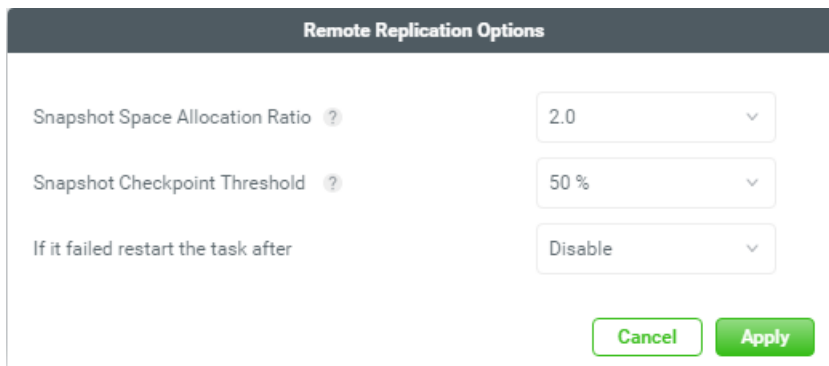 Remote Replication Options
Snapshot Space Allocation Ratio ? 2.0
Snapshot Checkpoint Threshold ? 50 %
If it failed restart the task after Disable
Cancel Apply